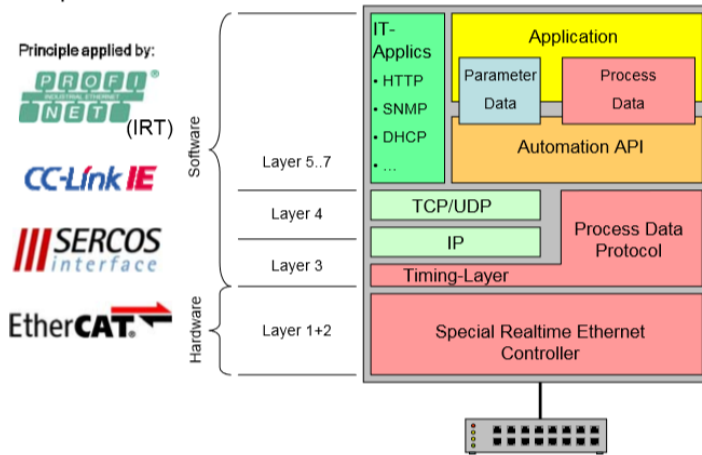 Principle applied by:
PROFI®
INDUSTRIAL ETHERNET
NET
(IRT)
CC-Link IE
SERCOS
interface
EtherCAT.
Software
Hardware
Layer 5..7
Layer 4
Layer 3
Layer 1+2
IT-
Applics
• HTTP
• SNMP
• DHCP
• ...
Application
Parameter
Data
Process
Data
Automation API
TCP/UDP
IP
Process Data
Protocol
Timing-Layer
Special Realtime Ethernet
Controller